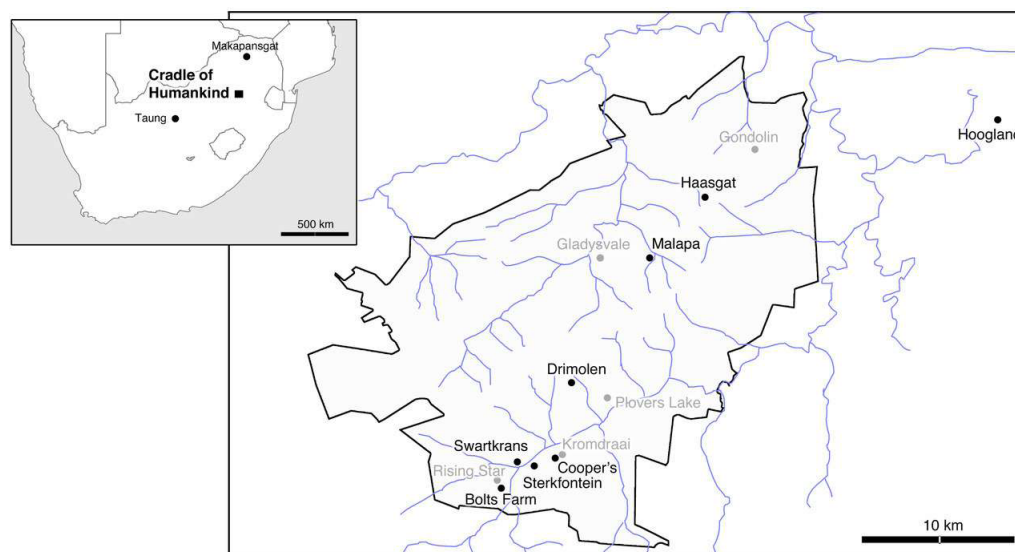 Makapansgat
Cradle of
Humankind
Taung
500 km
Gondolin
Hoogland
Haasgat
Gladysvale
Malapa
Drimolen
Plovers Lake
Swartkrans
Kromdraai
Rising Star
Cooper's
Sterkfontein
Bolts Farm
10 km